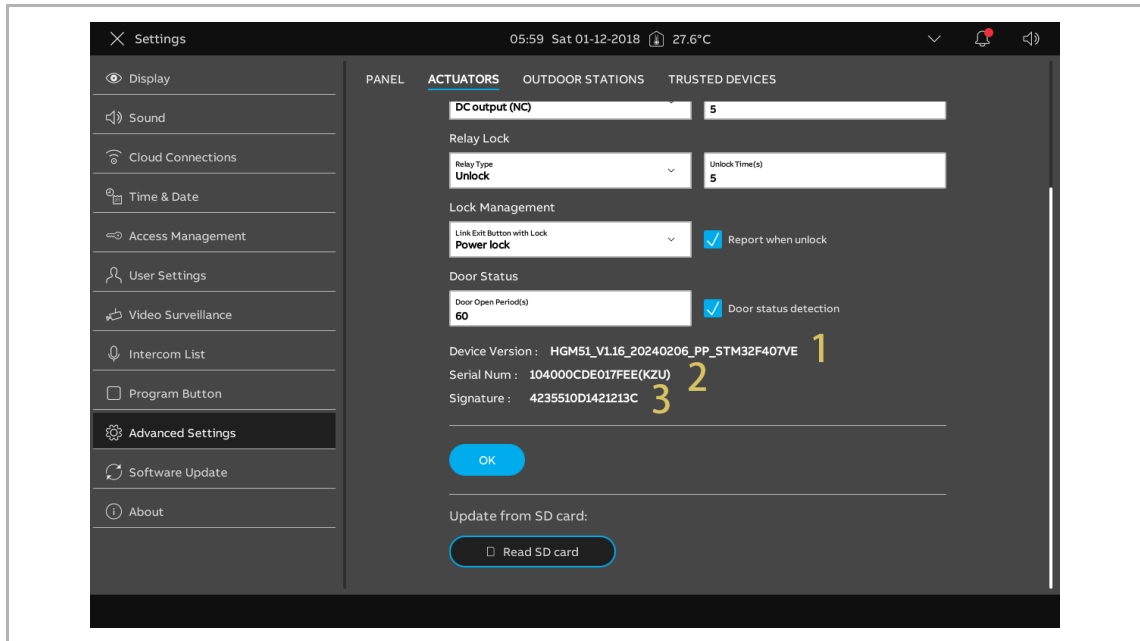 Settings
05:59 Sat 01-12-2018 27.6°C
Display
Sound
Cloud Connections
Time & Date
Access Management
User Settings
Video Surveillance
Intercom List
Program Button
Advanced Settings
Software Update
About
PANEL ACTUATORS OUTDOOR STATIONS TRUSTED DEVICES
DC output (NC) 5
Relay Lock
Relay Type
Unlock
Unlock Time(s)
5
Lock Management
Link Exit Button with Lock
Power lock
Report when unlock
Door Status
Door Open Period(s)
60
Door status detection
Device Version : HGM51_V1.16_20240206_PP_STM32F407VE 1
Serial Num : 104000CDE017FEE(KZU) 2
Signature : 4235510D1421213C 3
OK
Update from SD card:
Read SD card